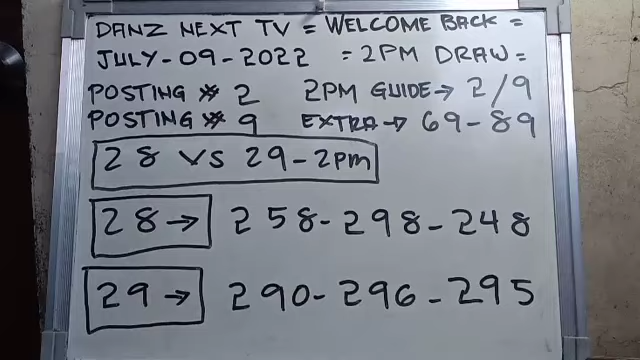 DANZ NEXT TV = WELCOME BACK =
JULY-09-2022 = 2PM DRAW =
POSTING # 2 2PM GUIDE → 2/9
POSTING # 9 EXTRA → 69-89
28 VS 29-2pm
28 → 258-298-248
29 → 290-296-295